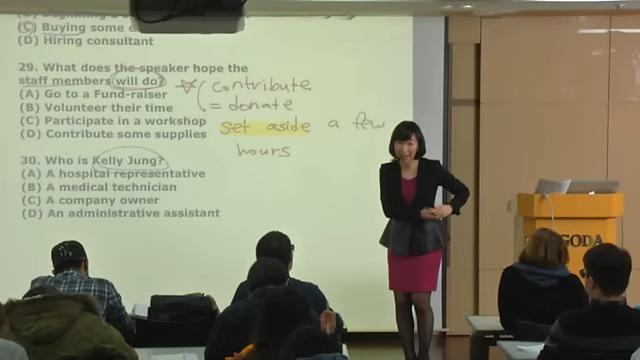 (C) Buying some
(D) Hiring consultant
29. What does the speaker hope the
staff members will do?
(A) Go to a Fund-raiser
(B) Volunteer their time
(C) Participate in a workshop
(D) Contribute some supplies
contribute
= donate
set aside a few
hours
30. Who is Kelly Jung?
(A) A hospital representative
(B) A medical technician
(C) A company owner
(D) An administrative assistant
GODA